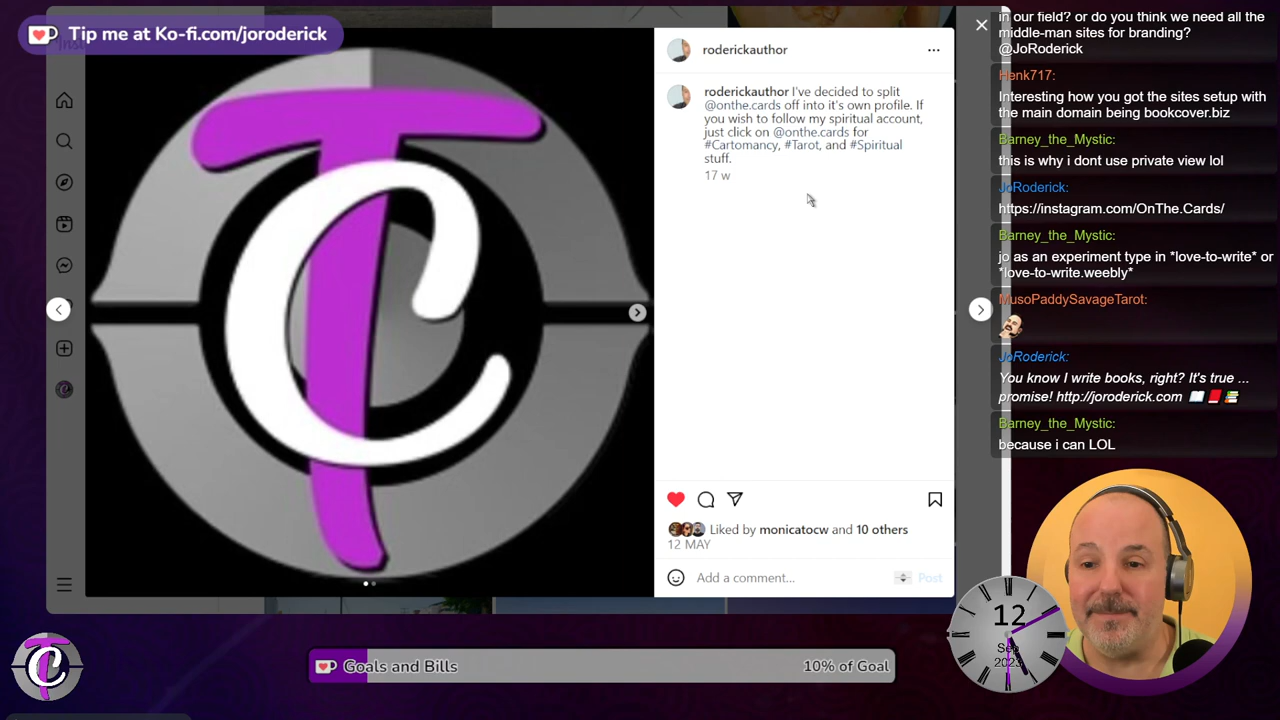 Tip me at Ko-fi.com/joroderick
roderickauthor
roderickauthor I've decided to split
@onthe.cards off into it's own profile. If
you wish to follow my spiritual account,
just click on @onthe.cards for
#Cartomancy, #Tarot, and #Spiritual
stuff.
17 w
Liked by monicatocw and 10 others
12 MAY
Add a comment...
Post
in our field? or do you think we need all the
middle-man sites for branding?
@JoRoderick
Henk717:
Interesting how you got the sites setup with
the main domain being bookcover.biz
Barney_the_Mystic:
this is why i dont use private view lol
JoRoderick:
https://instagram.com/OnThe.Cards/
Barney_the_Mystic:
jo as an experiment type in *love-to-write* or
*love-to-write.weebly*
MusoPaddySavageTarot:
JoRoderick:
You know I write books, right? It's true ...
promise! http://joroderick.com
Barney_the_Mystic:
because i can LOL
12
Sep
2023
Goals and Bills
10% of Goal
TC
TC